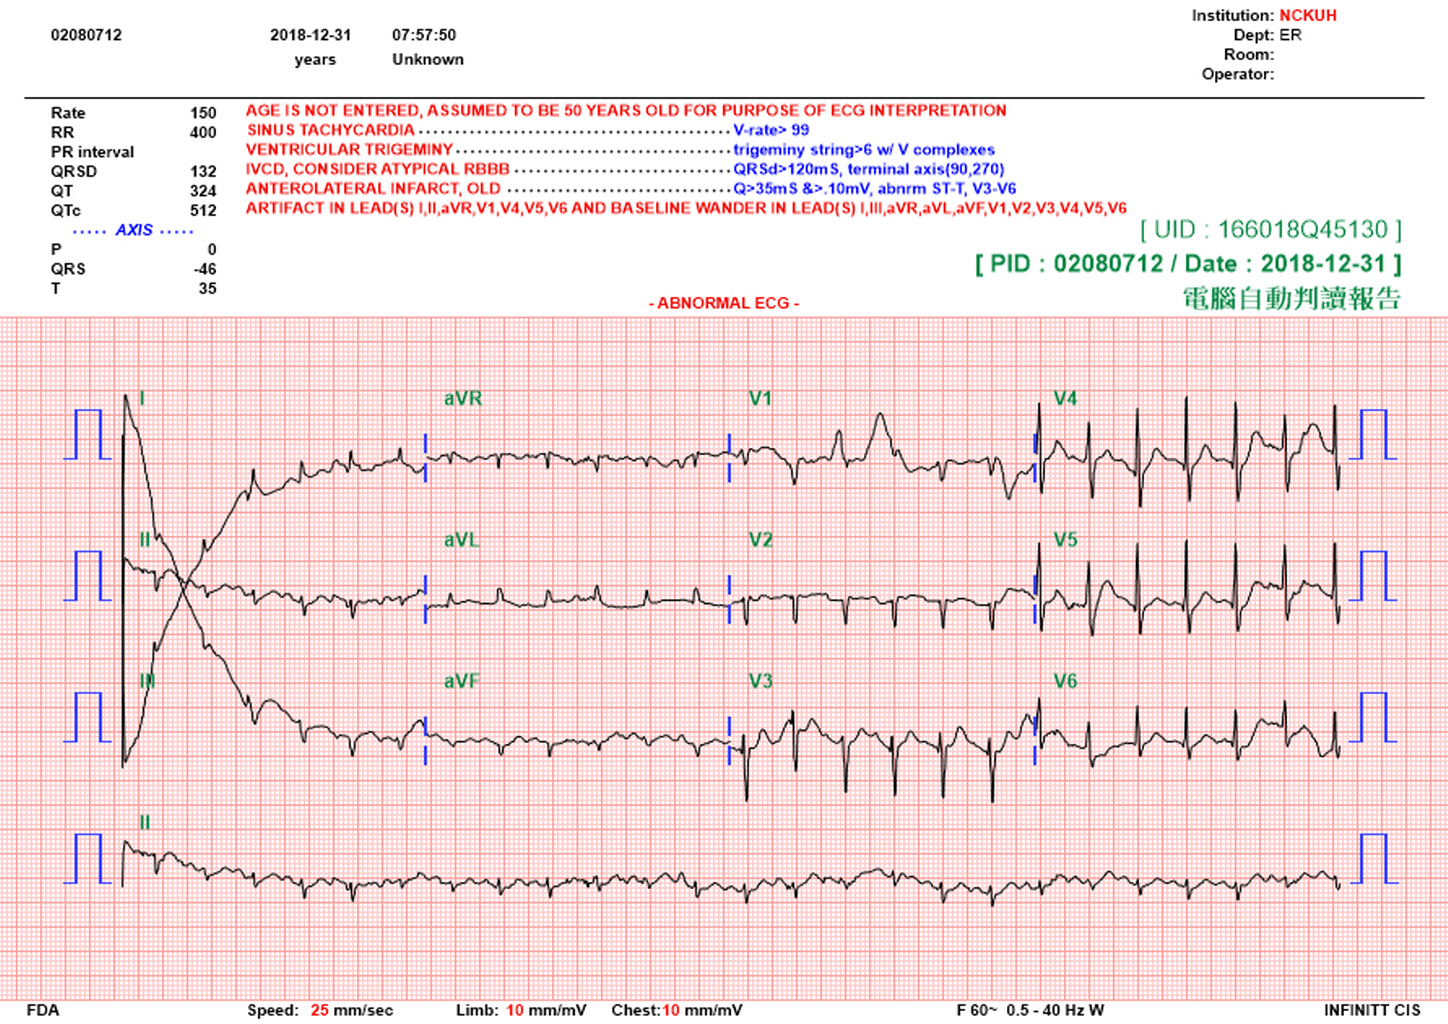 Institution: NCKUH
02080712 2018-12-31 07:57:50 Dept: ER
years Unknown Room:
Operator:
Rate 150 AGE IS NOT ENTERED, ASSUMED TO BE 50 YEARS OLD FOR PURPOSE OF ECG INTERPRETATION
RR 400 SINUS TACHYCARDIA V-rate> 99
PR interval VENTRICULAR TRIGEMINY trigeminy string>6 w/ V complexes
QRSD 132 IVCD, CONSIDER ATYPICAL RBBB QRSd>120mS, terminal axis(90,270)
QT 324 ANTEROLATERAL INFARCT, OLD Q>35mS &>.10mV, abnrm ST-T, V3-V6
QTc 512 ARTIFACT IN LEAD(S) I,II,aVR,V1,V4,V5,V6 AND BASELINE WANDER IN LEAD(S) I,III,aVR,aVL,aVF,V1,V2,V3,V4,V5,V6
..... AXIS ..... [ UID : 166018Q45130 ]
P 0
QRS -46 [ PID : 02080712 / Date : 2018-12-31 ]
T 35
- ABNORMAL ECG - 電腦自動判讀報告
I aVR V1 V4
II aVL V2 V5
III aVF V3 V6
II
FDA Speed: 25 mm/sec Limb: 10 mm/mV Chest:10 mm/mV F 60~ 0.5 - 40 Hz W INFINITT CIS